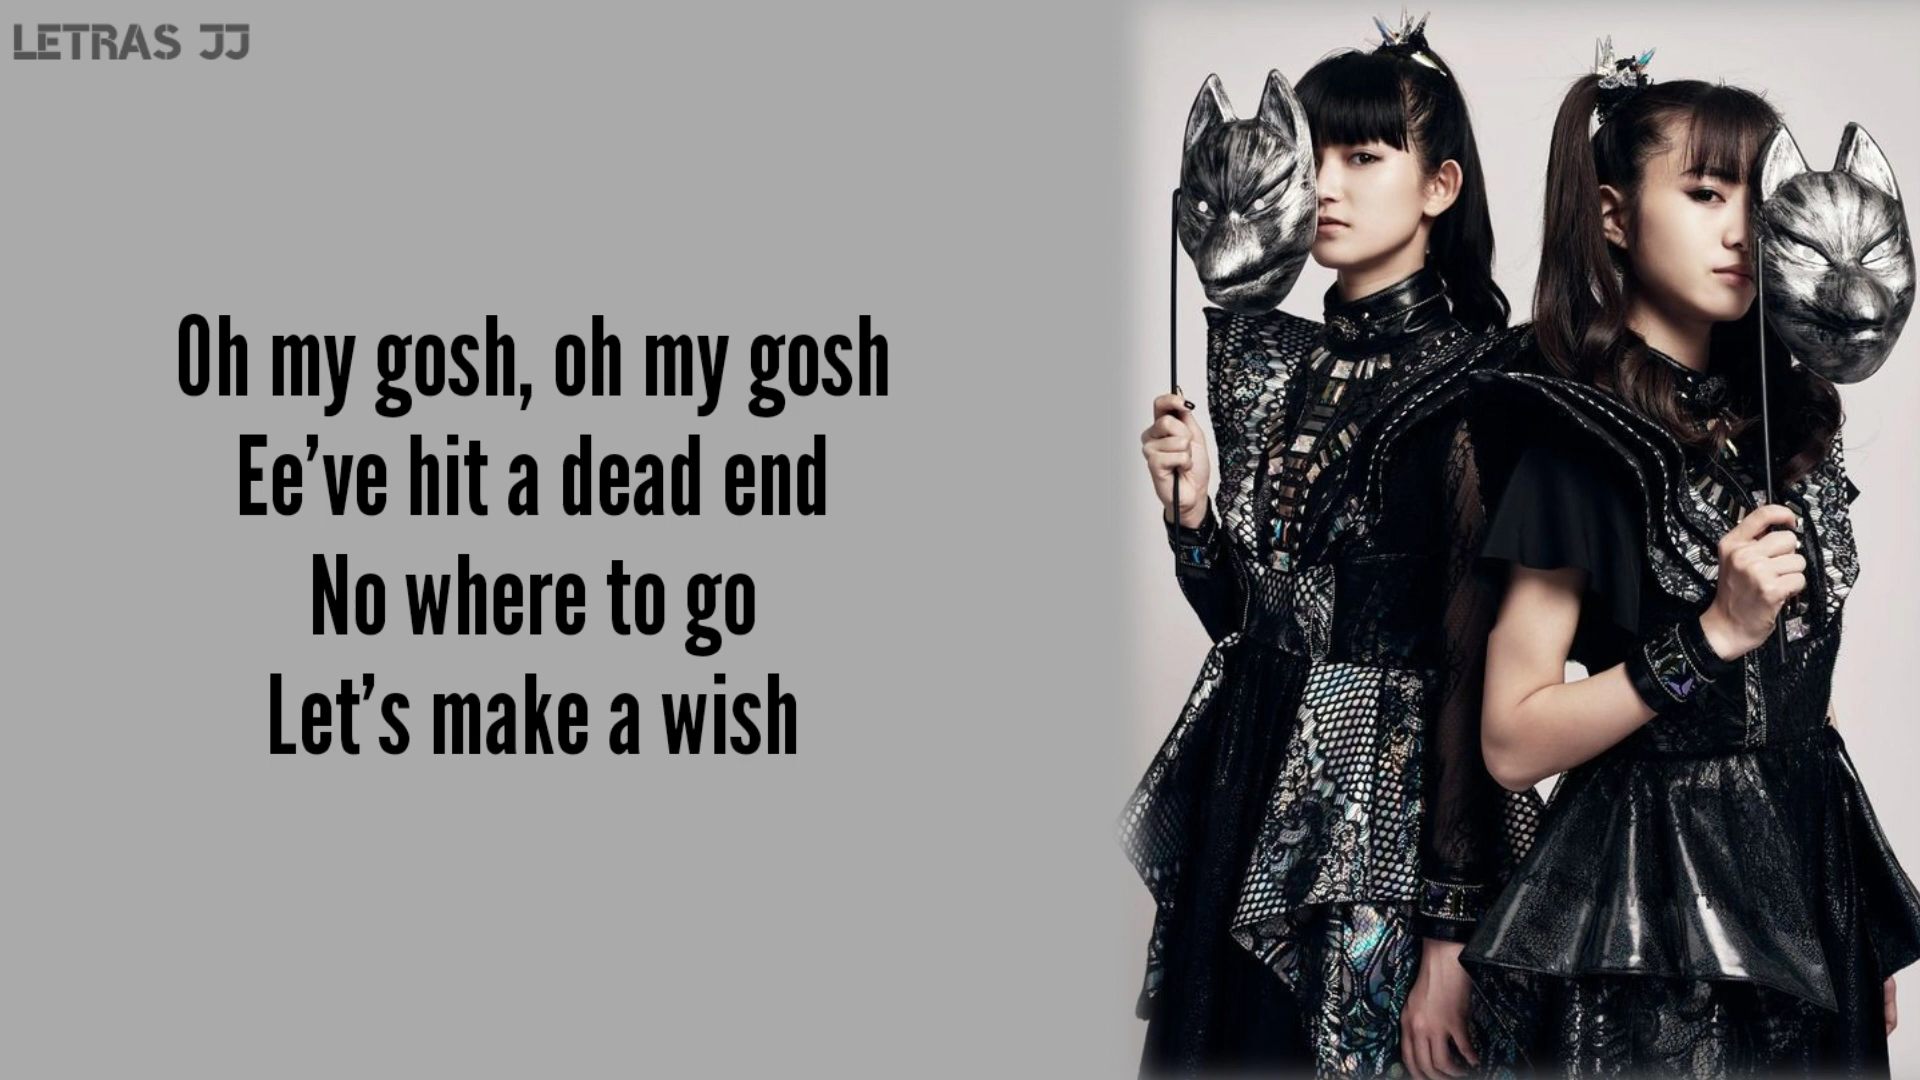 LETRAS JJ
Oh my gosh, oh my gosh
Ee’ve hit a dead end
No where to go
Let’s make a wish